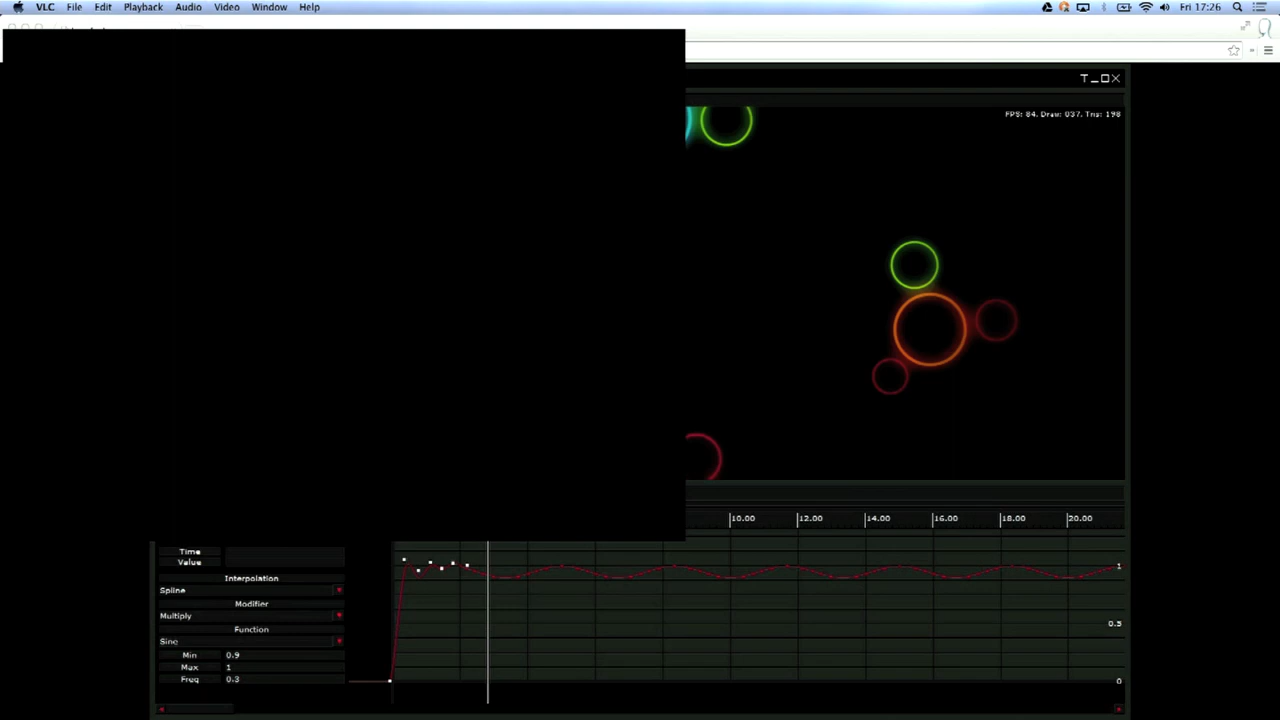 VLC File Edit Playback Audio Video Window Help Fri 17:26
FPS: 84, Draw: 037, Tris: 198
10.00 12.00 14.00 16.00 18.00 20.00
Time
Value
Interpolation
Spline
Modifier
Multiply
Function
Sine
Min 0.9
Max 1
Freq 0.3
1
0.5
0